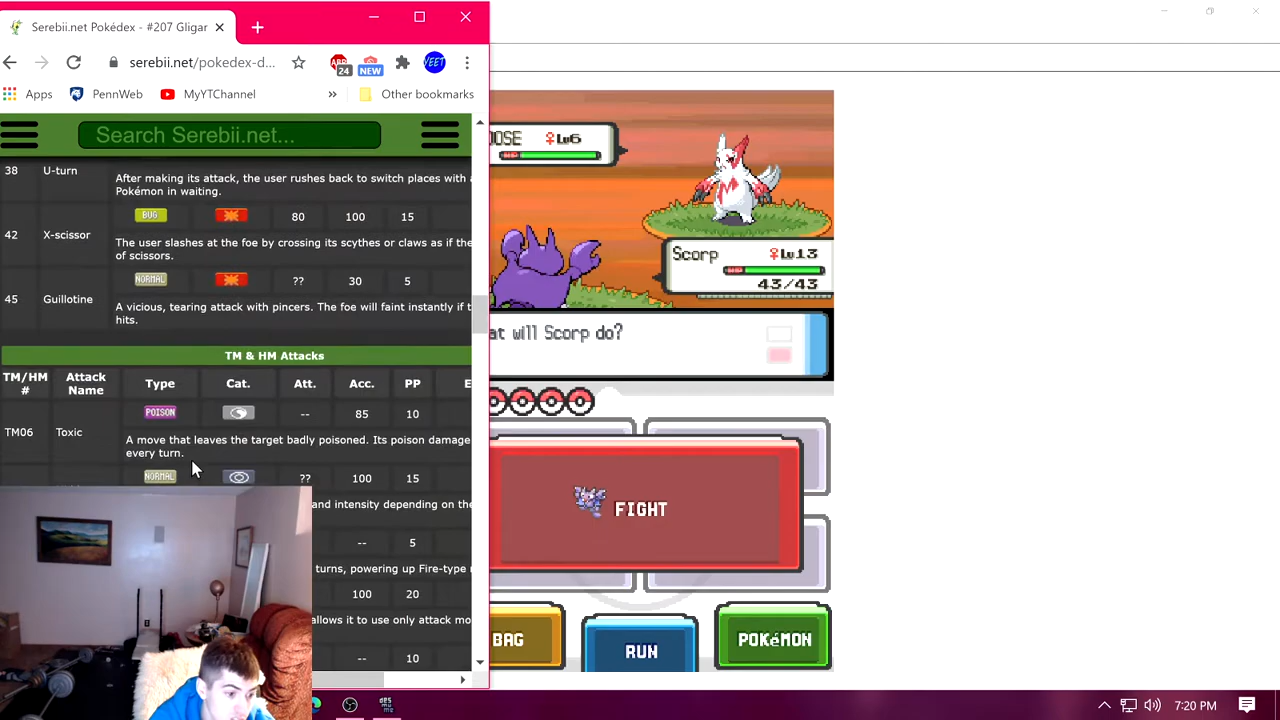 Serebii.net Pokédex - #207 Gligar
serebii.net/pokedex-d...
ABP
24
NEW
YEET
Apps
PennWeb
MyYTChannel
»
Other bookmarks
Search Serebii.net...
38 U-turn
After making its attack, the user rushes back to switch places with a
Pokémon in waiting.
BUG 80 100 15
42 X-scissor
The user slashes at the foe by crossing its scythes or claws as if the
of scissors.
NORMAL ?? 30 5
45 Guillotine
A vicious, tearing attack with pincers. The foe will faint instantly if t
hits.
TM & HM Attacks
TM/HM # Attack Name Type Cat. Att. Acc. PP E
POISON -- 85 10
TM06 Toxic
A move that leaves the target badly poisoned. Its poison damage
every turn.
NORMAL ?? 100 15
and intensity depending on the
-- 5
turns, powering up Fire-type
100 20
allows it to use only attack mo
-- 10
OOSE ♀Lv6
HP
Scorp ♀Lv13
HP
43/43
at will Scorp do?
FIGHT
BAG
RUN
POKéMON
7:20 PM